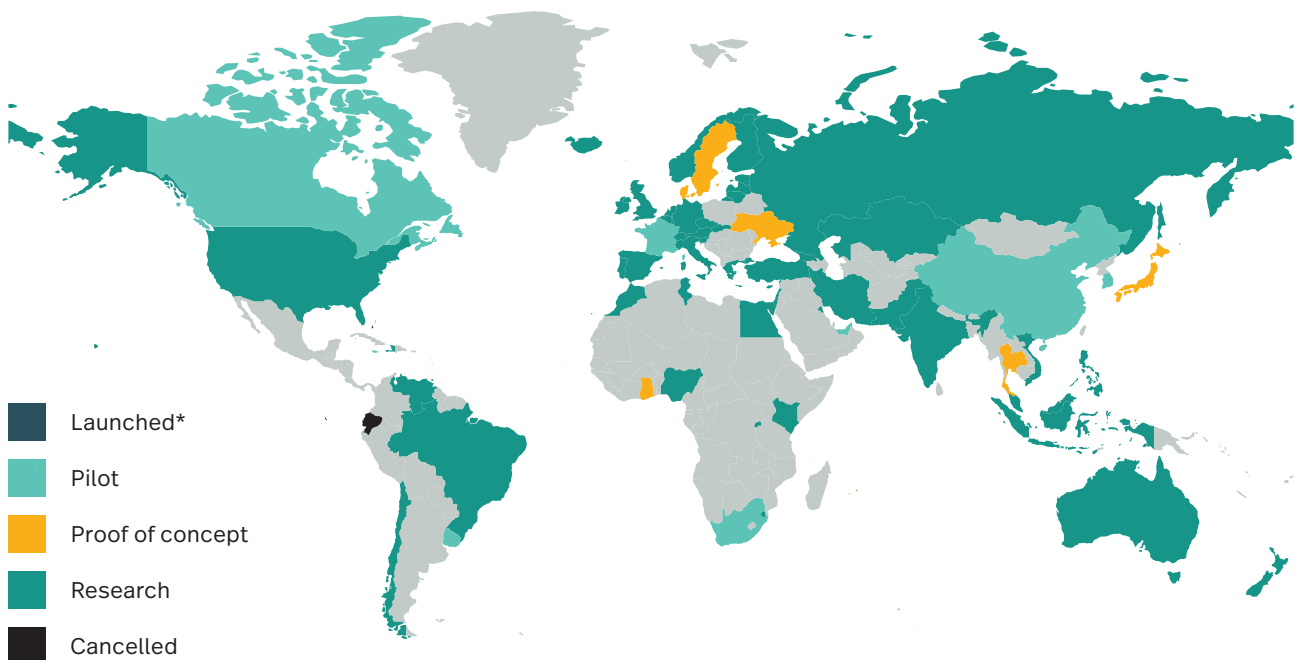 Launched*
Pilot
Proof of concept
Research
Cancelled